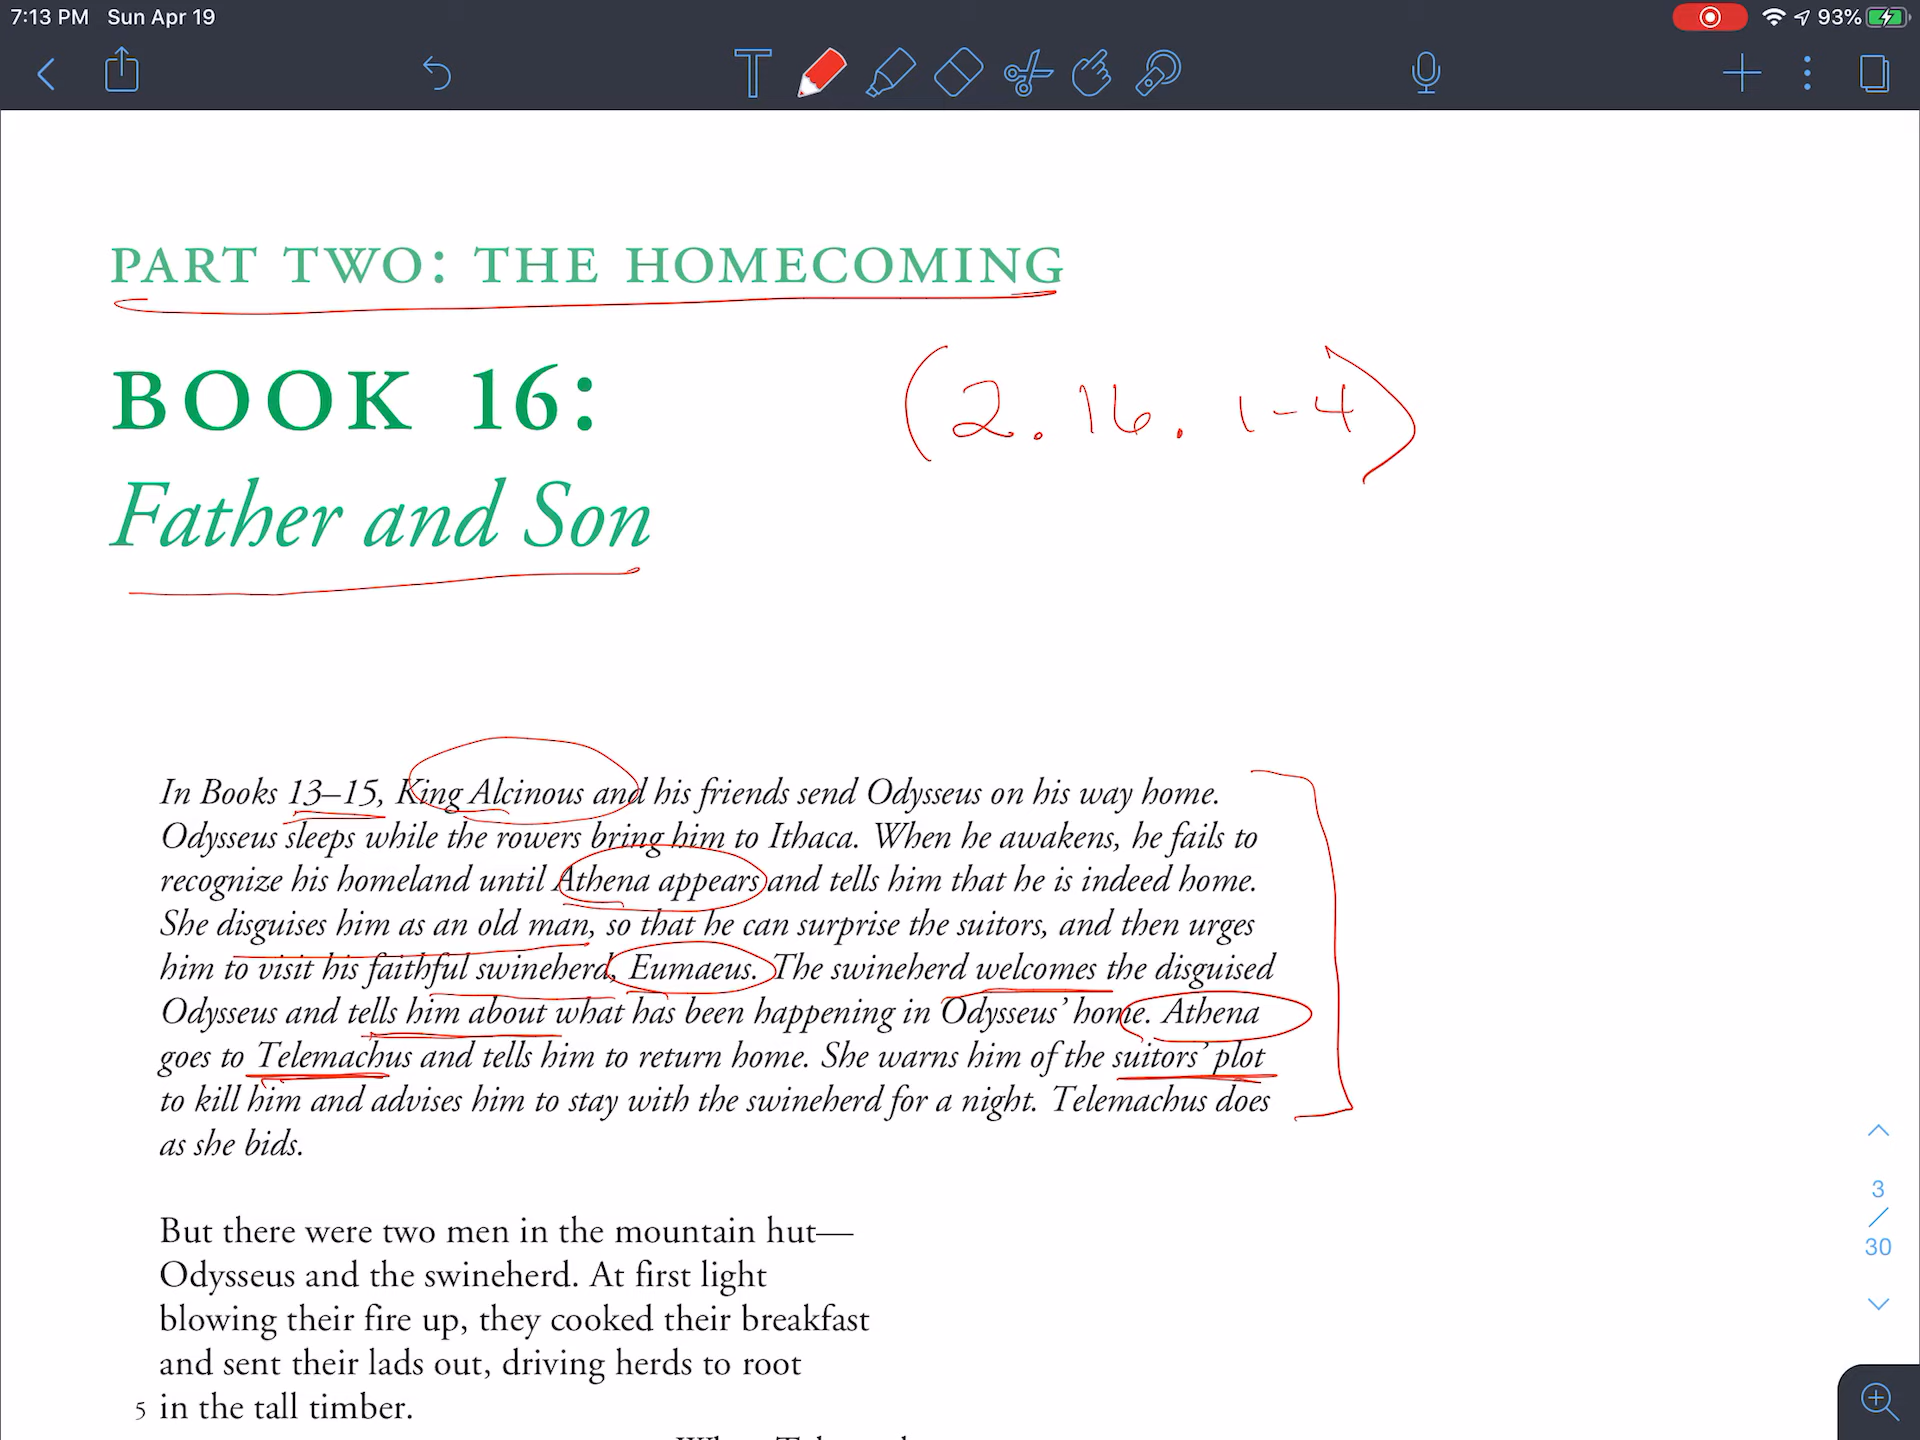 7:13 PM Sun Apr 19
93%
PART TWO: THE HOMECOMING
BOOK 16:
(2. 16. 1-4)
Father and Son
In Books 13–15, King Alcinous and his friends send Odysseus on his way home.
Odysseus sleeps while the rowers bring him to Ithaca. When he awakens, he fails to
recognize his homeland until Athena appears and tells him that he is indeed home.
She disguises him as an old man, so that he can surprise the suitors, and then urges
him to visit his faithful swineherd, Eumaeus. The swineherd welcomes the disguised
Odysseus and tells him about what has been happening in Odysseus’ home. Athena
goes to Telemachus and tells him to return home. She warns him of the suitors’ plot
to kill him and advises him to stay with the swineherd for a night. Telemachus does
as she bids.
3
/
30
But there were two men in the mountain hut—
Odysseus and the swineherd. At first light
blowing their fire up, they cooked their breakfast
and sent their lads out, driving herds to root
5 in the tall timber.